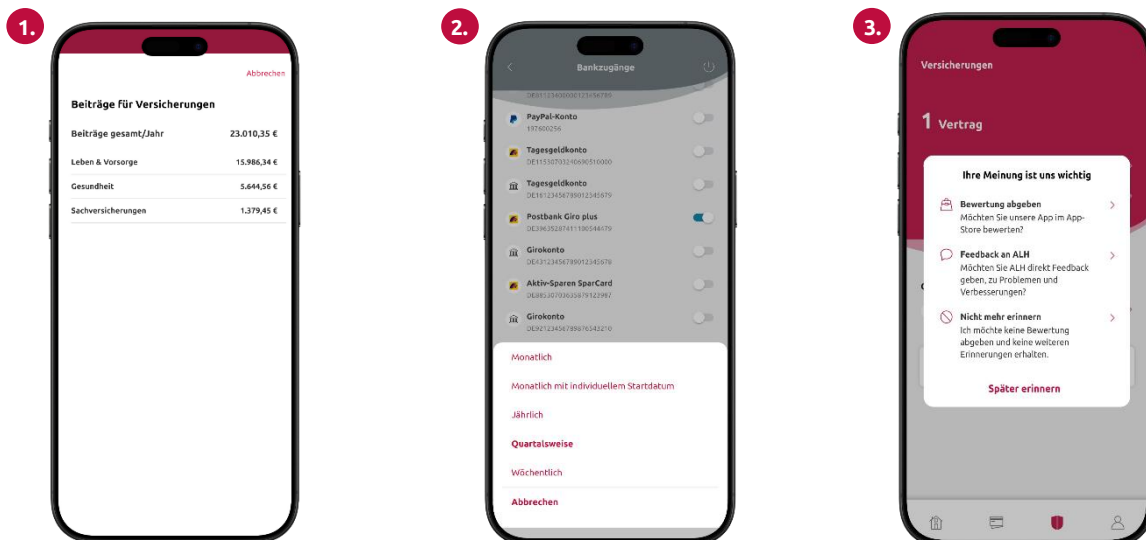 1.
Abbrechen
Beiträge für Versicherungen
Beiträge gesamt/Jahr 23.010,35 €
Leben & Vorsorge 15.986,34 €
Gesundheit 5.644,56 €
Sachversicherungen 1.379,45 €
2.
Bankzugänge
PayPal-Konto
197600256
Tagesgeldkonto
Tagesgeldkonto
Postbank Giro plus
Girokonto
Aktiv-Sparen SparCard
Girokonto
Monatlich
Monatlich mit individuellem Startdatum
Jährlich
Quartalsweise
Wöchentlich
Abbrechen
3.
Versicherungen
1 Vertrag
Ihre Meinung ist uns wichtig
Bewertung abgeben
Möchten Sie unsere App im App-
Store bewerten?
Feedback an ALH
Möchten Sie ALH direkt Feedback
geben, zu Problemen und
Verbesserungen?
Nicht mehr erinnern
Ich möchte keine Bewertung
abgeben und keine weiteren
Erinnerungen erhalten.
Später erinnern